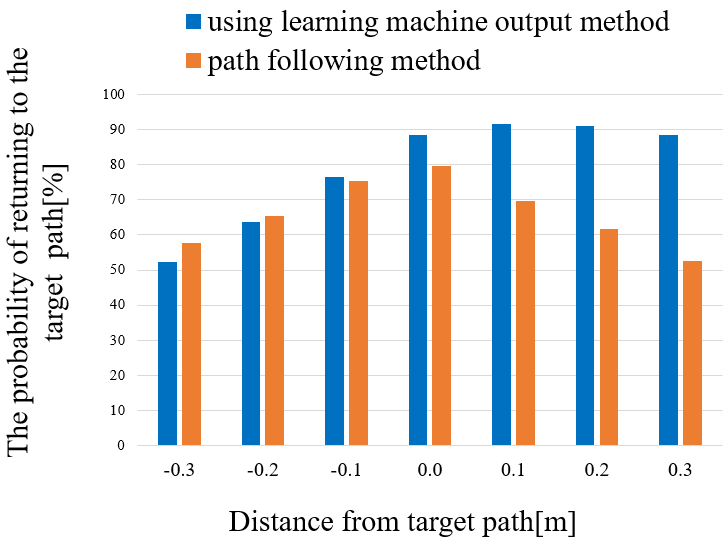 using learning machine output method
path following method
The probability of returning to the
target path[%]
100
90
80
70
60
50
40
30
20
10
0
-0.3 -0.2 -0.1 0.0 0.1 0.2 0.3
Distance from target path[m]